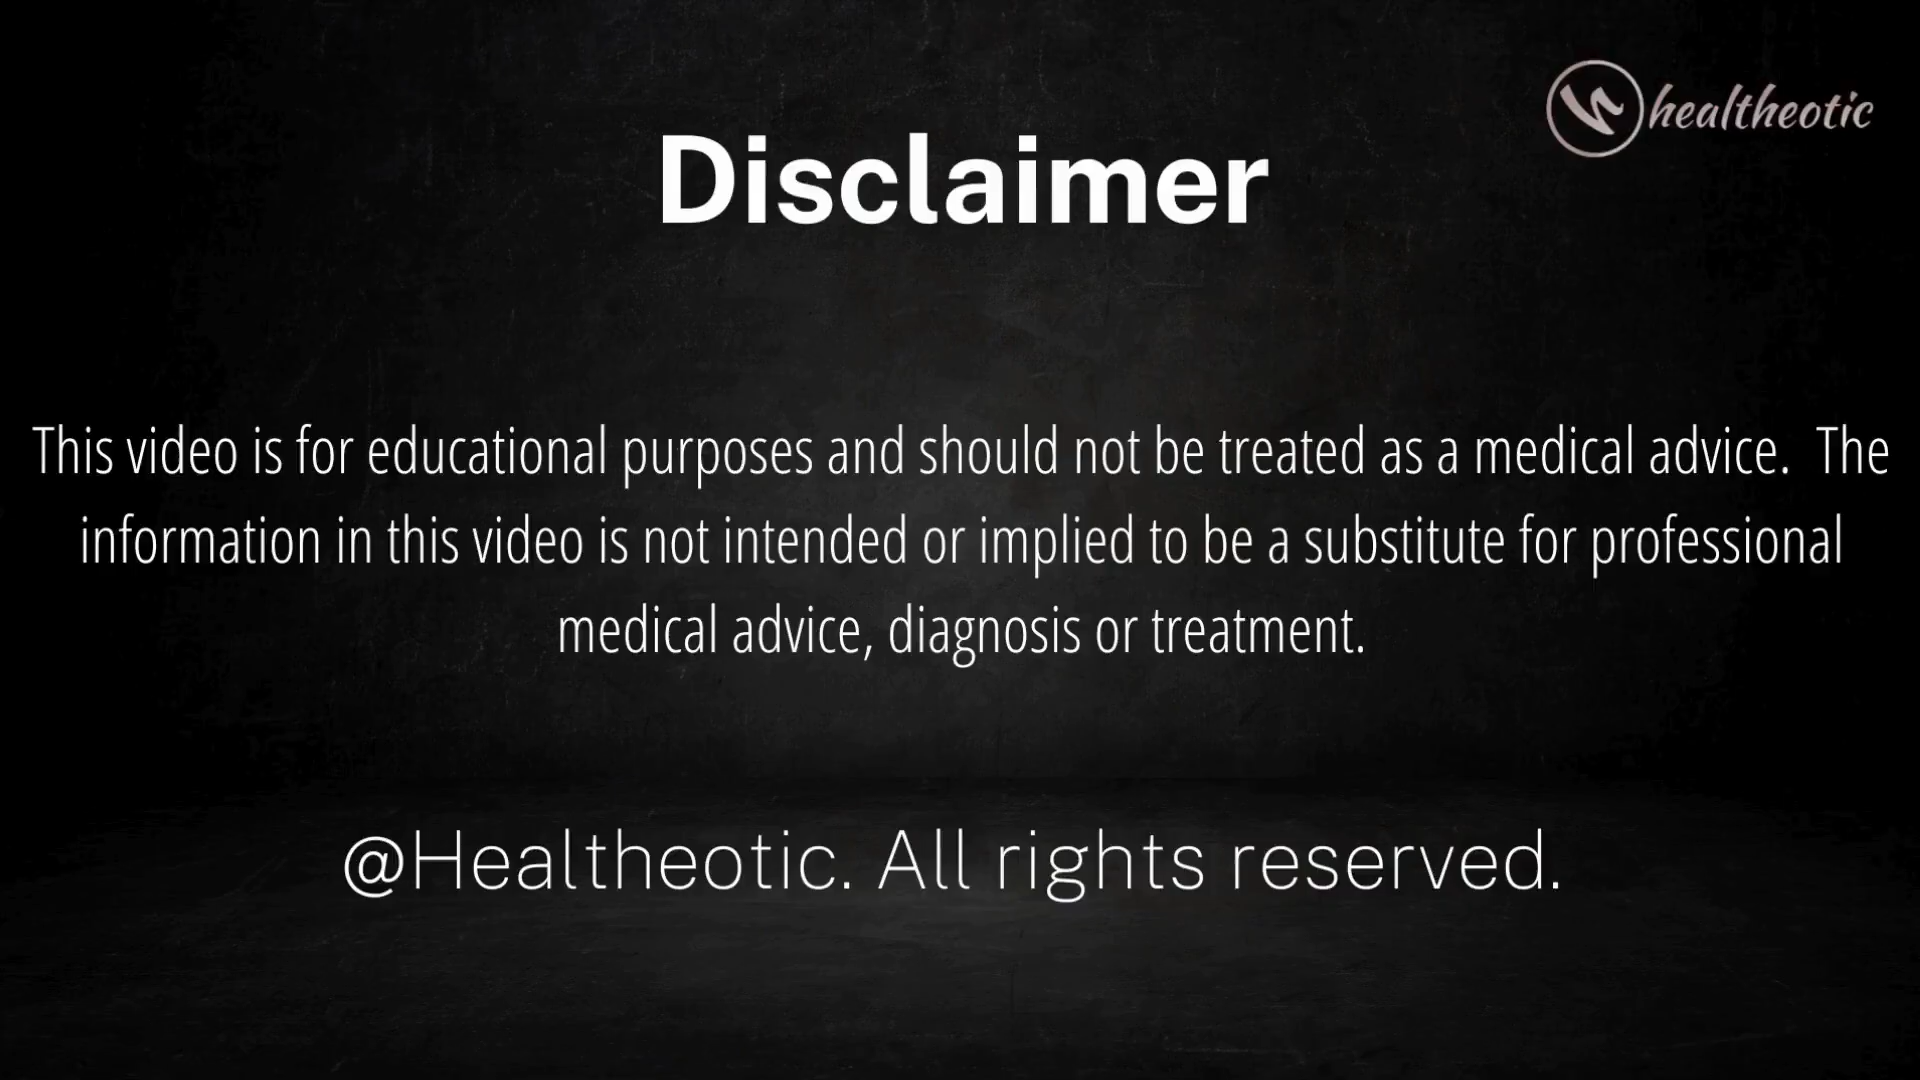 healtheotic
Disclaimer
This video is for educational purposes and should not be treated as a medical advice.  The
information in this video is not intended or implied to be a substitute for professional
medical advice, diagnosis or treatment.
@Healtheotic. All rights reserved.